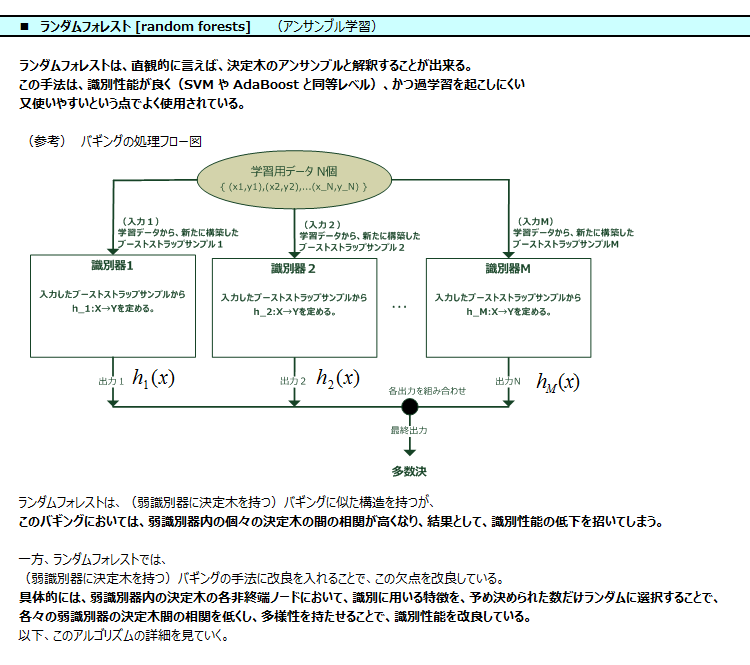 ■ ランダムフォレスト [random forests] （アンサンブル学習）
ランダムフォレストは、直観的に言えば、決定木のアンサンブルと解釈することが出来る。
この手法は、識別性能が良く（SVM や AdaBoost と同等レベル）、かつ過学習を起こしにくい
又使いやすいという点でよく使用されている。
（参考） バギングの処理フロー図
学習用データ N個
{ (x1,y1),(x2,y2),...(x_N,y_N) }
（入力１）
学習データから、新たに構築した
ブーストストラップサンプル１
（入力２）
学習データから、新たに構築した
ブーストストラップサンプル２
（入力M）
学習データから、新たに構築した
ブーストストラップサンプルM
識別器1
入力したブーストストラップサンプルから
h_1:X→Yを定める。
識別器２
入力したブーストストラップサンプルから
h_2:X→Yを定める。
…
識別器M
入力したブーストストラップサンプルから
h_M:X→Yを定める。
出力１ h₁(x)
出力２ h₂(x)
出力N h_M(x)
各出力を組み合わせ
最終出力
多数決
ランダムフォレストは、（弱識別器に決定木を持つ）バギングに似た構造を持つが、
このバギングにおいては、弱識別器内の個々の決定木の間の相関が高くなり、結果として、識別性能の低下を招いてしまう。
一方、ランダムフォレストでは、
（弱識別器に決定木を持つ）バギングの手法に改良を入れることで、この欠点を改良している。
具体的には、弱識別器内の決定木の各非終端ノードにおいて、識別に用いる特徴を、予め決められた数だけランダムに選択することで、
各々の弱識別器の決定木間の相関を低くし、多様性を持たせることで、識別性能を改良している。
以下、このアルゴリズムの詳細を見ていく。